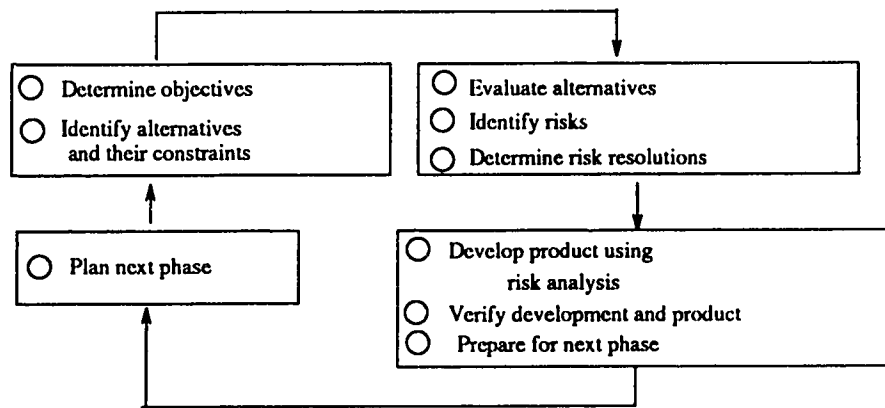 Determine objectives
Identify alternatives
and their constraints
Evaluate alternatives
Identify risks
Determine risk resolutions
Plan next phase
Develop product using
risk analysis
Verify development and product
Prepare for next phase